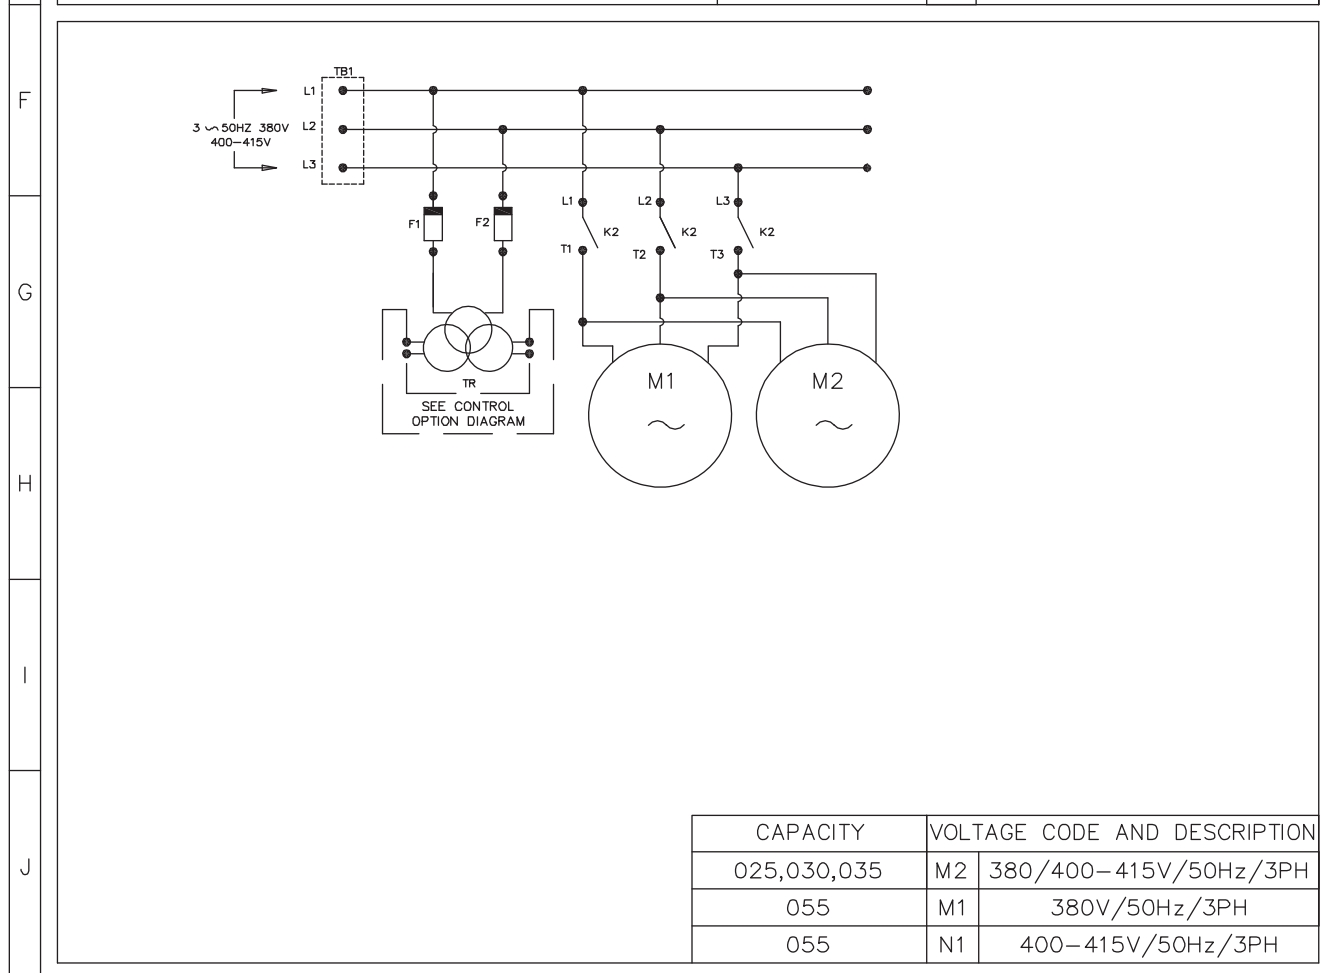 F
G
H
I
J
TB1
L1
L2
L3
3 ∿ 50HZ 380V
400-415V
F1
F2
L1
L2
L3
K2
K2
K2
T1
T2
T3
TR
SEE CONTROL
OPTION DIAGRAM
M1
M2
CAPACITY VOLTAGE CODE AND DESCRIPTION
025,030,035 M2 380/400-415V/50Hz/3PH
055 M1 380V/50Hz/3PH
055 N1 400-415V/50Hz/3PH